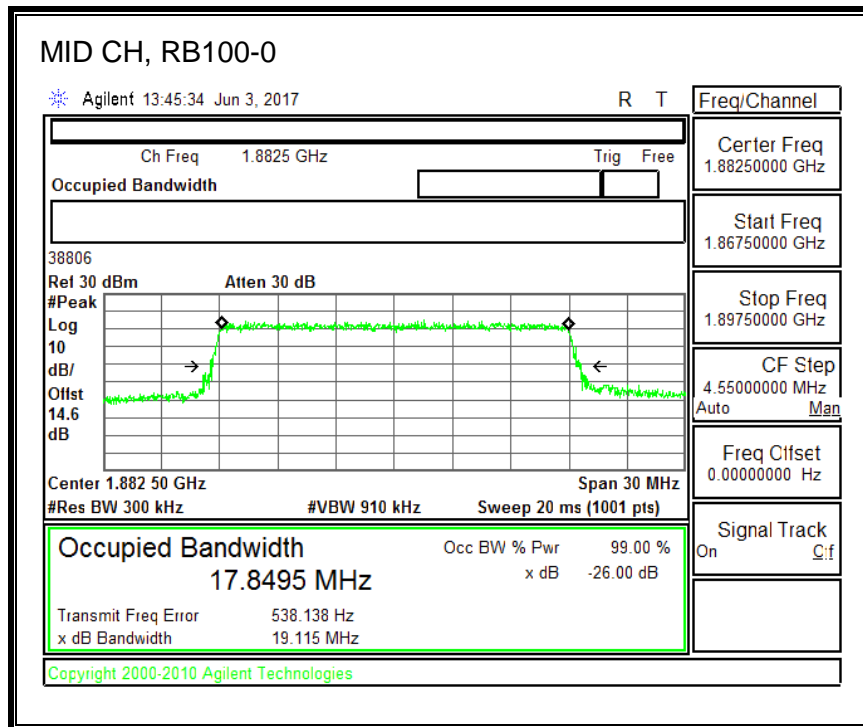 MID CH, RB100-0
Agilent 13:45:34 Jun 3, 2017 R T
Freq/Channel
Ch Freq 1.8825 GHz Trig Free
Occupied Bandwidth
Center Freq
1.88250000 GHz
Start Freq
1.86750000 GHz
38806
Ref 30 dBm Atten 30 dB
#Peak
Log
10
dB/
Offst
14.6
dB
Stop Freq
1.89750000 GHz
CF Step
4.55000000 MHz
Auto Man
Center 1.882 50 GHz Span 30 MHz
#Res BW 300 kHz #VBW 910 kHz Sweep 20 ms (1001 pts)
Freq Offset
0.00000000 Hz
Occupied Bandwidth
17.8495 MHz
Occ BW % Pwr 99.00 %
x dB -26.00 dB
Transmit Freq Error 538.138 Hz
x dB Bandwidth 19.115 MHz
Signal Track
On Off
Copyright 2000-2010 Agilent Technologies